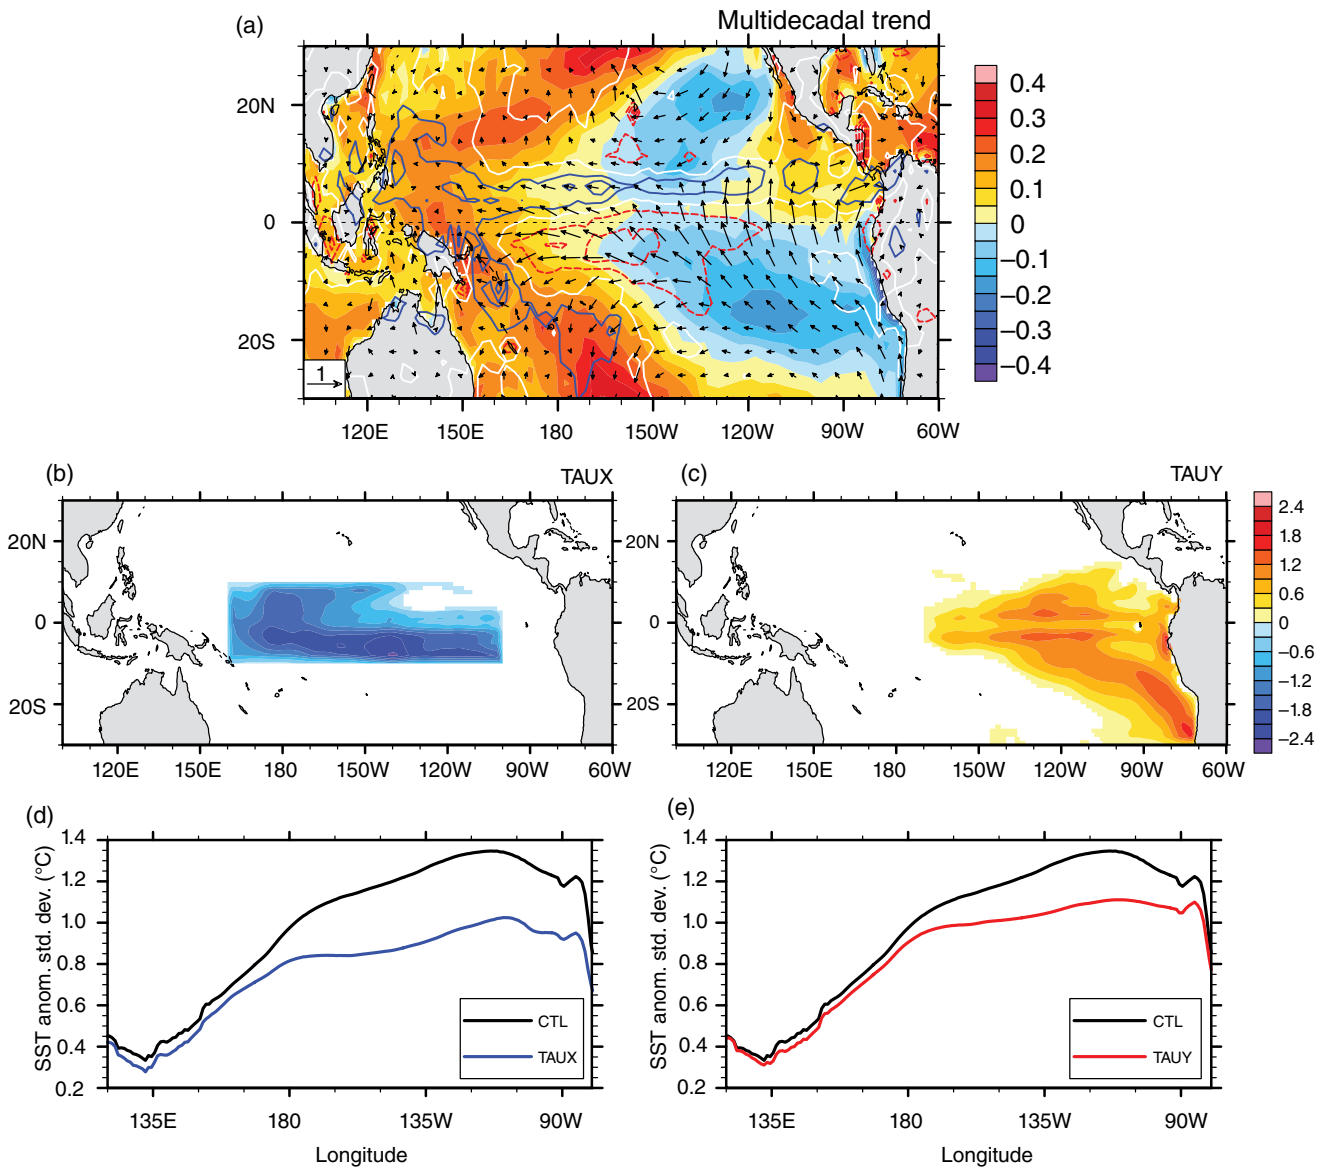 (a) Multidecadal trend
20N
0
20S
1
120E 150E 180 150W 120W 90W 60W
0.4
0.3
0.2
0.1
0
−0.1
−0.2
−0.3
−0.4
(b) TAUX
20N
0
20S
120E 150E 180 150W 120W 90W 60W
(c) TAUY
20N
0
20S
120E 150E 180 150W 120W 90W 60W
2.4
1.8
1.2
0.6
0
−0.6
−1.2
−1.8
−2.4
(d)
SST anom. std. dev. (°C)
1.4
1.2
1.0
0.8
0.6
0.4
0.2
CTL
TAUX
135E 180 135W 90W
Longitude
(e)
SST anom. std. dev. (°C)
1.4
1.2
1.0
0.8
0.6
0.4
0.2
CTL
TAUY
135E 180 135W 90W
Longitude